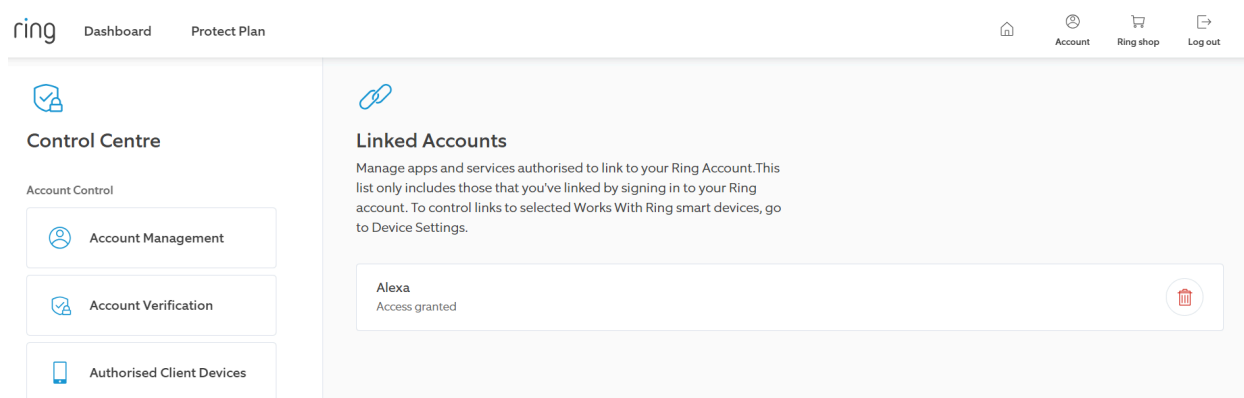 ring
Dashboard
Protect Plan
Account
Ring shop
Log out
Control Centre
Account Control
Account Management
Account Verification
Authorised Client Devices
Linked Accounts
Manage apps and services authorised to link to your Ring Account.This
list only includes those that you've linked by signing in to your Ring
account. To control links to selected Works With Ring smart devices, go
to Device Settings.
Alexa
Access granted